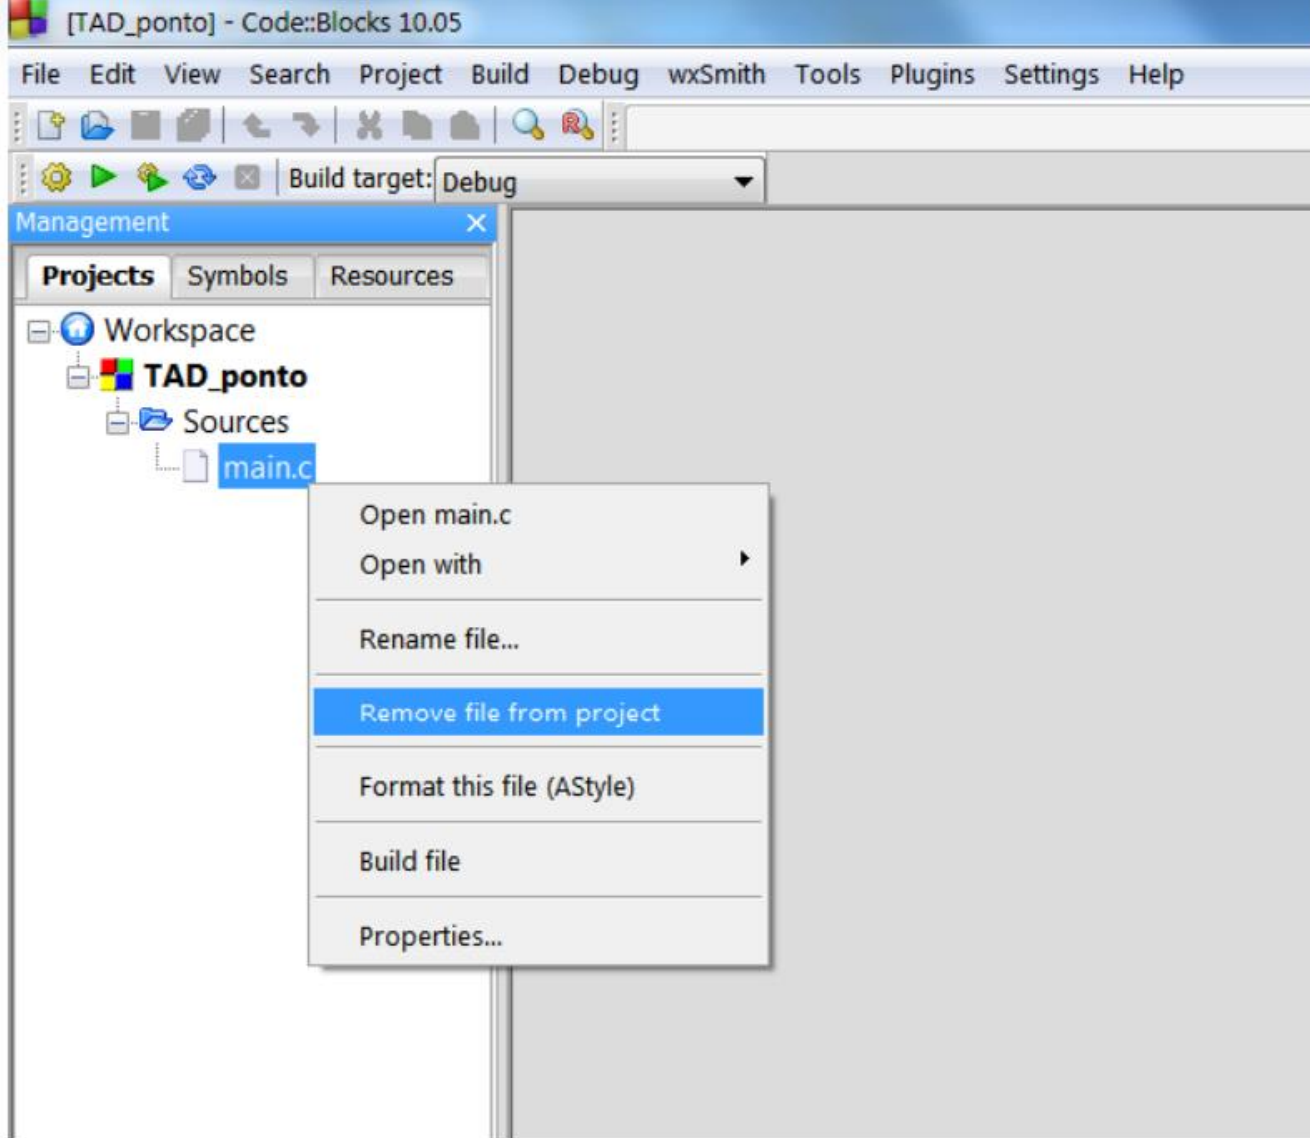 [TAD_ponto] - Code::Blocks 10.05
File Edit View Search Project Build Debug wxSmith Tools Plugins Settings Help
Build target: Debug
Management
Projects Symbols Resources
Workspace
TAD_ponto
Sources
main.c
Open main.c
Open with
Rename file...
Remove file from project
Format this file (AStyle)
Build file
Properties...